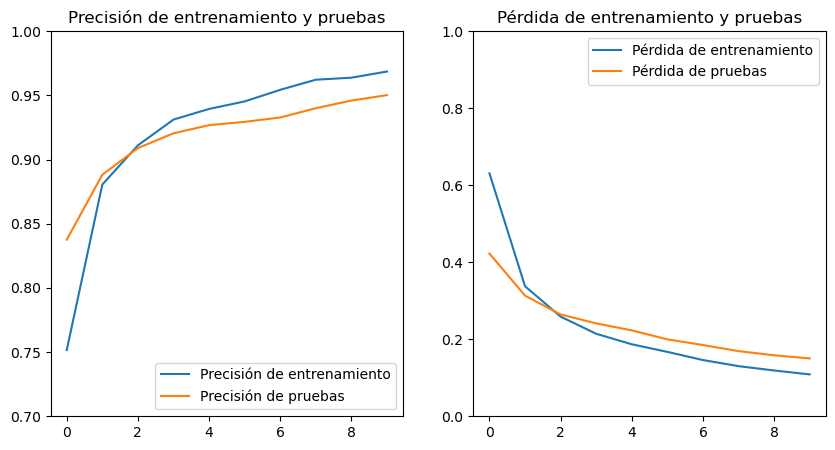 Precisión de entrenamiento y pruebas
1.00
0.95
0.90
0.85
0.80
0.75
0.70
0 2 4 6 8
Precisión de entrenamiento
Precisión de pruebas
Pérdida de entrenamiento y pruebas
1.0
0.8
0.6
0.4
0.2
0.0
0 2 4 6 8
Pérdida de entrenamiento
Pérdida de pruebas